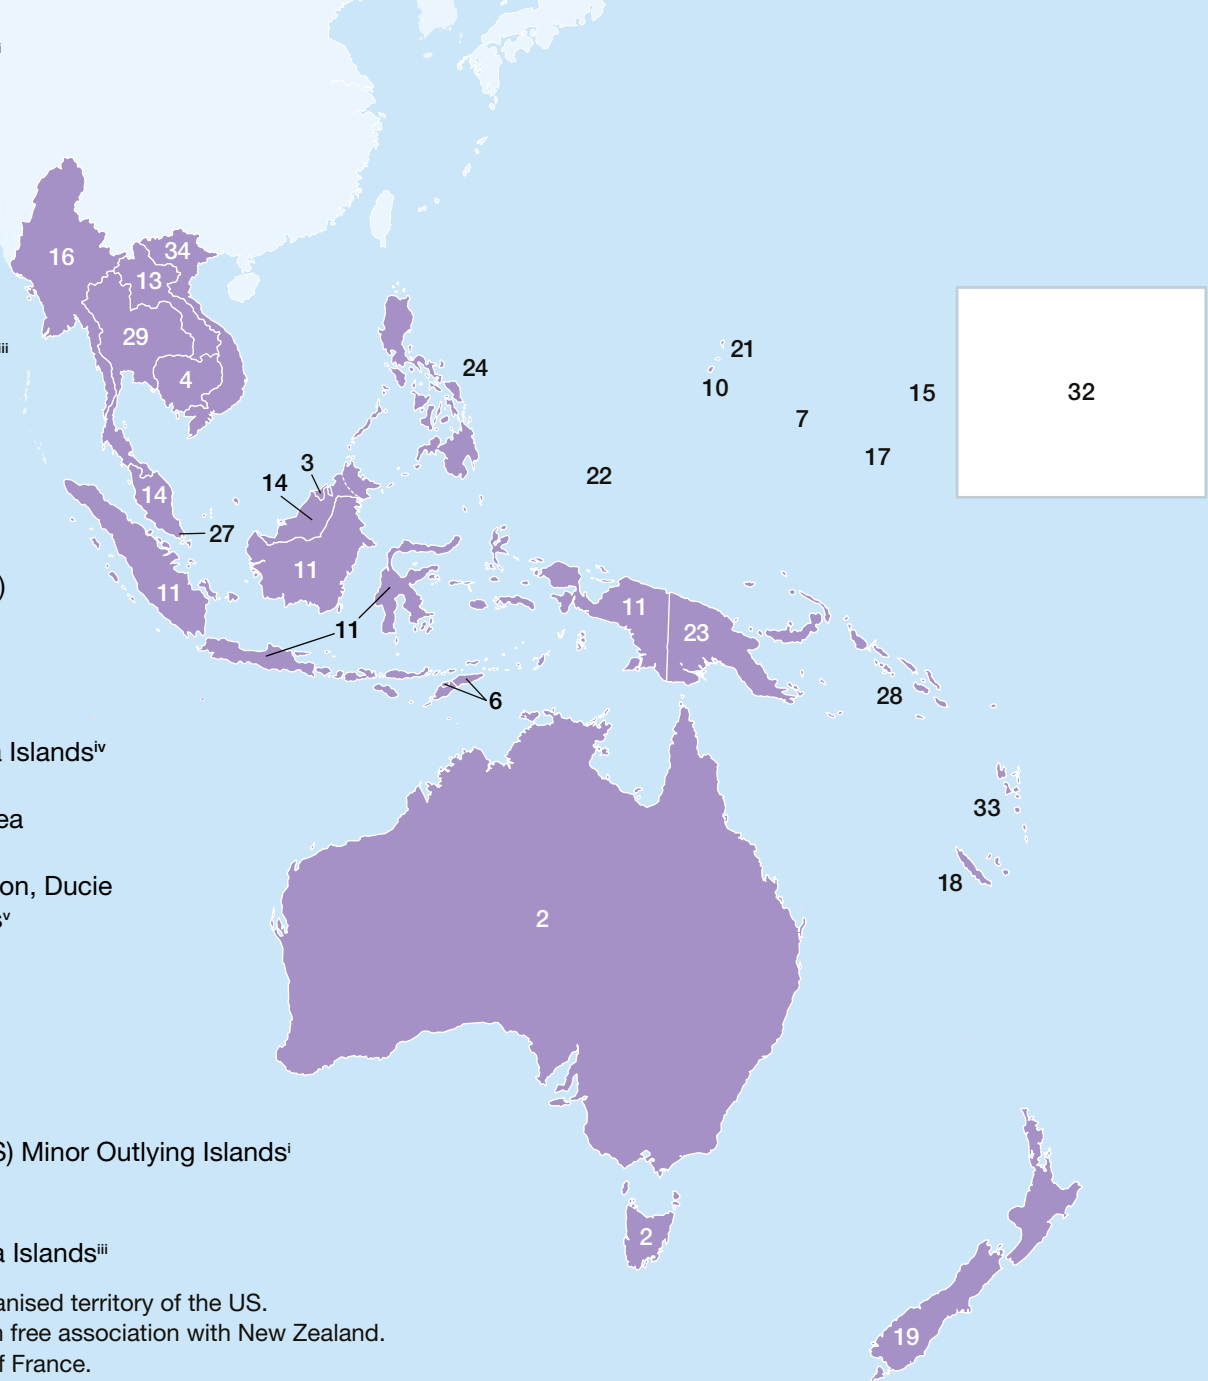 i
16
34
13
29
iii
21
24
10
4
15
32
7
17
3
22
14
14
27
11
11
11
11
23
6
28
)
a Islandsiv
33
ea
18
on, Ducie
sv
2
S) Minor Outlying Islandsi
2
a Islandsiii
anised territory of the US.
n free association with New Zealand.
19
f France.